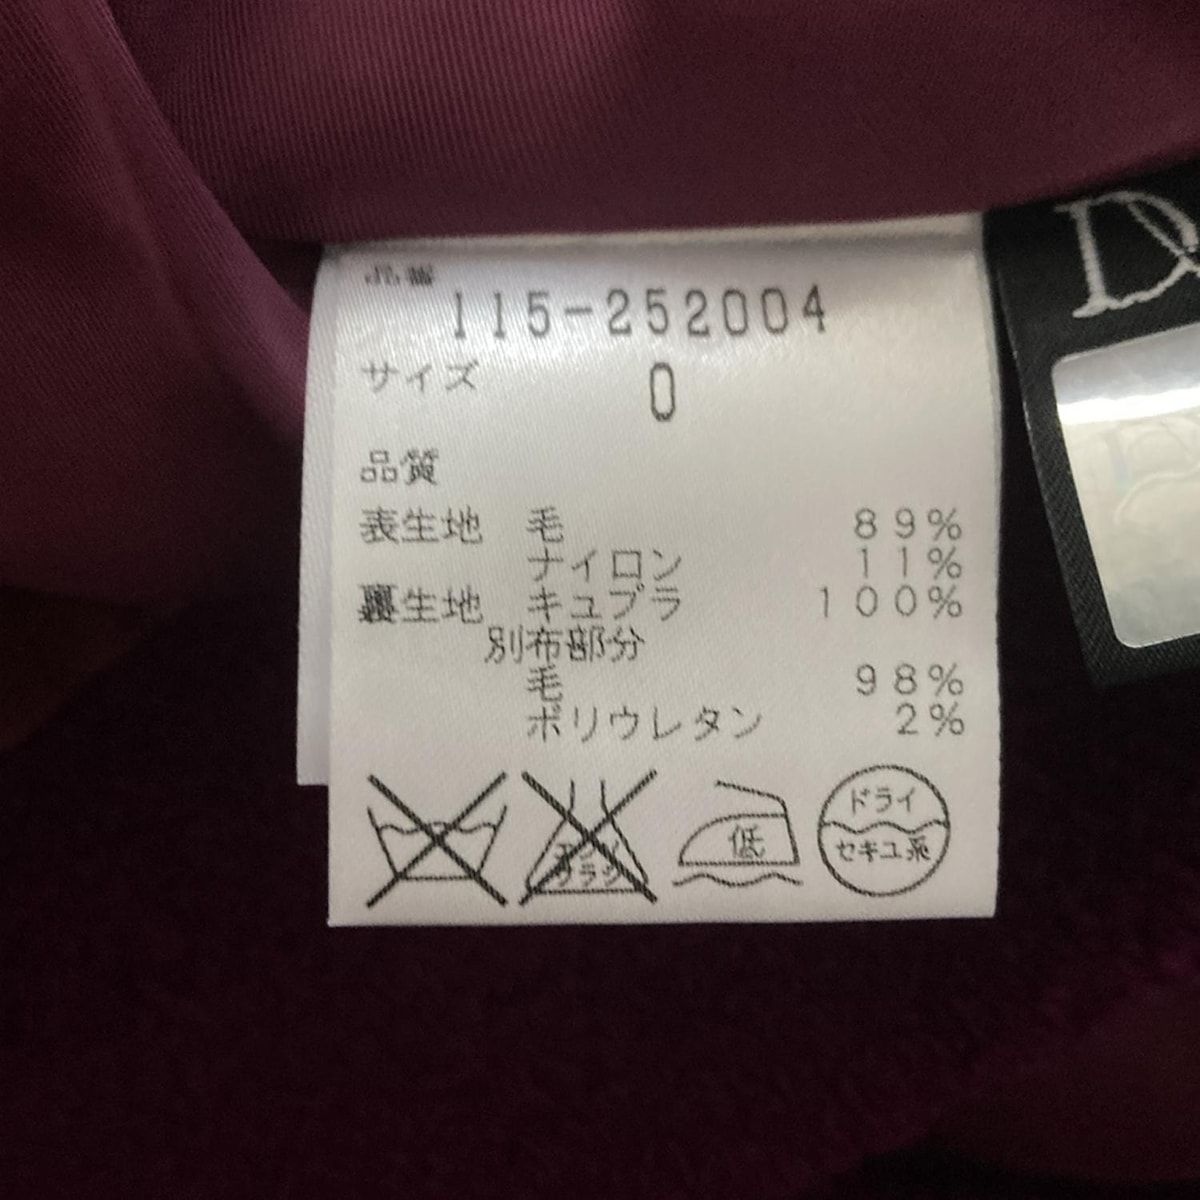 品番
115-252004
サイズ 0
品質
表生地 毛 89%
ナイロン 11%
裏生地 キュプラ 100%
別布部分
毛 98%
ポリウレタン 2%
低
ドライ
セキユ系
D